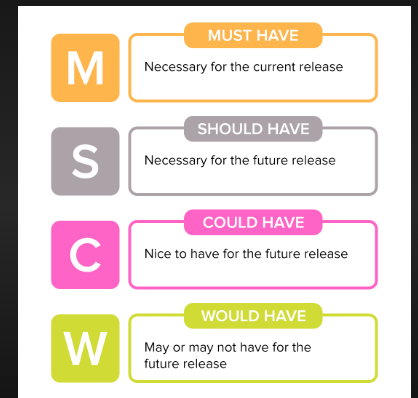 M
MUST HAVE
Necessary for the current release
S
SHOULD HAVE
Necessary for the future release
C
COULD HAVE
Nice to have for the future release
W
WOULD HAVE
May or may not have for the
future release